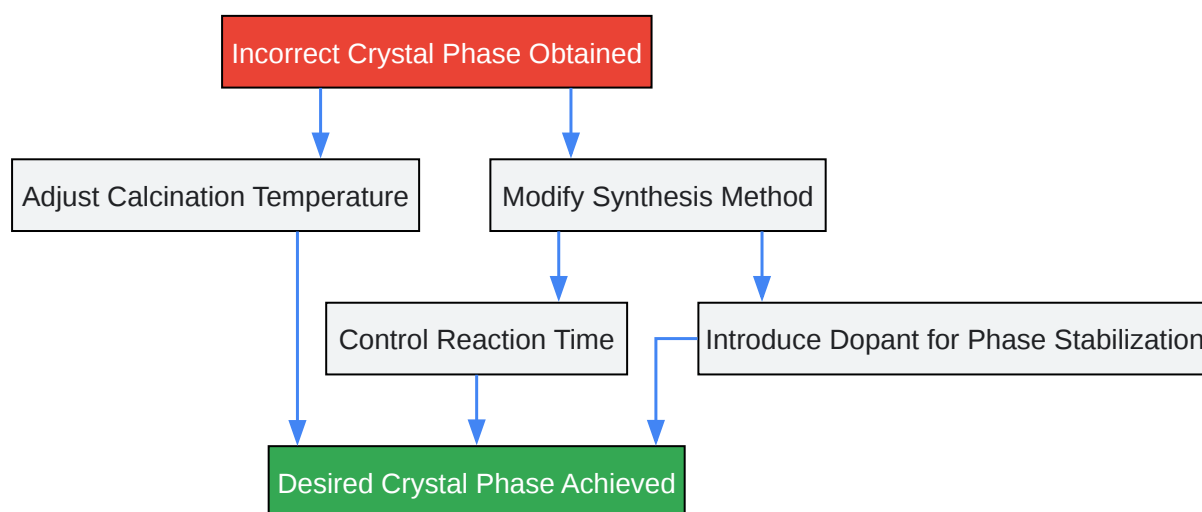 Incorrect Crystal Phase Obtained
Adjust Calcination Temperature
Modify Synthesis Method
Control Reaction Time
Introduce Dopant for Phase Stabilization
Desired Crystal Phase Achieved